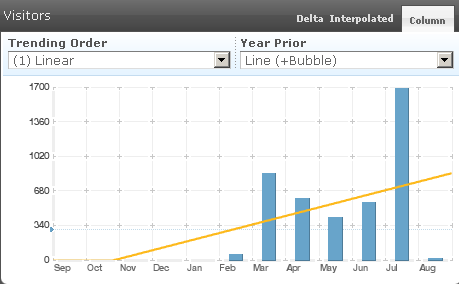 Visitors Delta Interpolated Column
Trending Order Year Prior
(1) Linear Line (+Bubble)
1700
1360
1020
680
340
0
Sep Oct Nov Dec Jan Feb Mar Apr May Jun Jul Aug